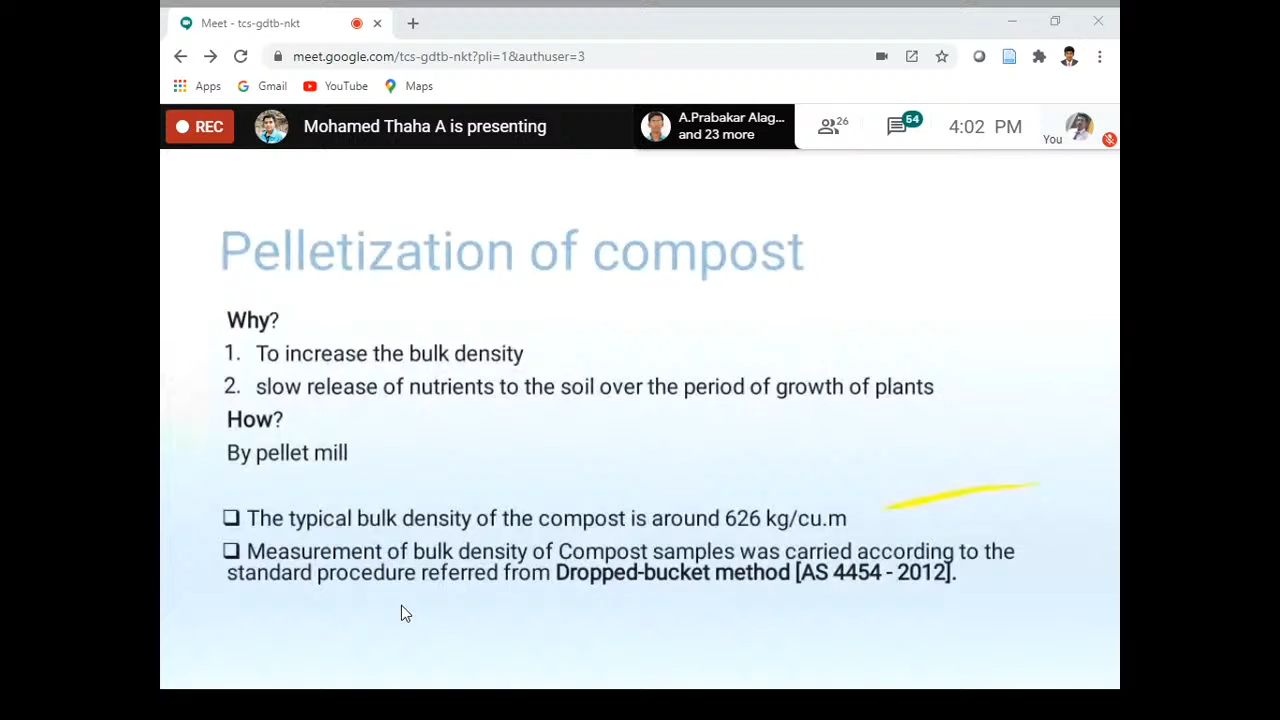 Meet - tcs-gdtb-nkt
meet.google.com/tcs-gdtb-nkt?pli=1&authuser=3
Apps Gmail YouTube Maps
REC Mohamed Thaha A is presenting
A.Prabakar Alag...
and 23 more
26
54
4:02 PM
You
Pelletization of compost
Why?
1. To increase the bulk density
2. slow release of nutrients to the soil over the period of growth of plants
How?
By pellet mill
❑ The typical bulk density of the compost is around 626 kg/cu.m
❑ Measurement of bulk density of Compost samples was carried according to the
standard procedure referred from Dropped-bucket method [AS 4454 - 2012].